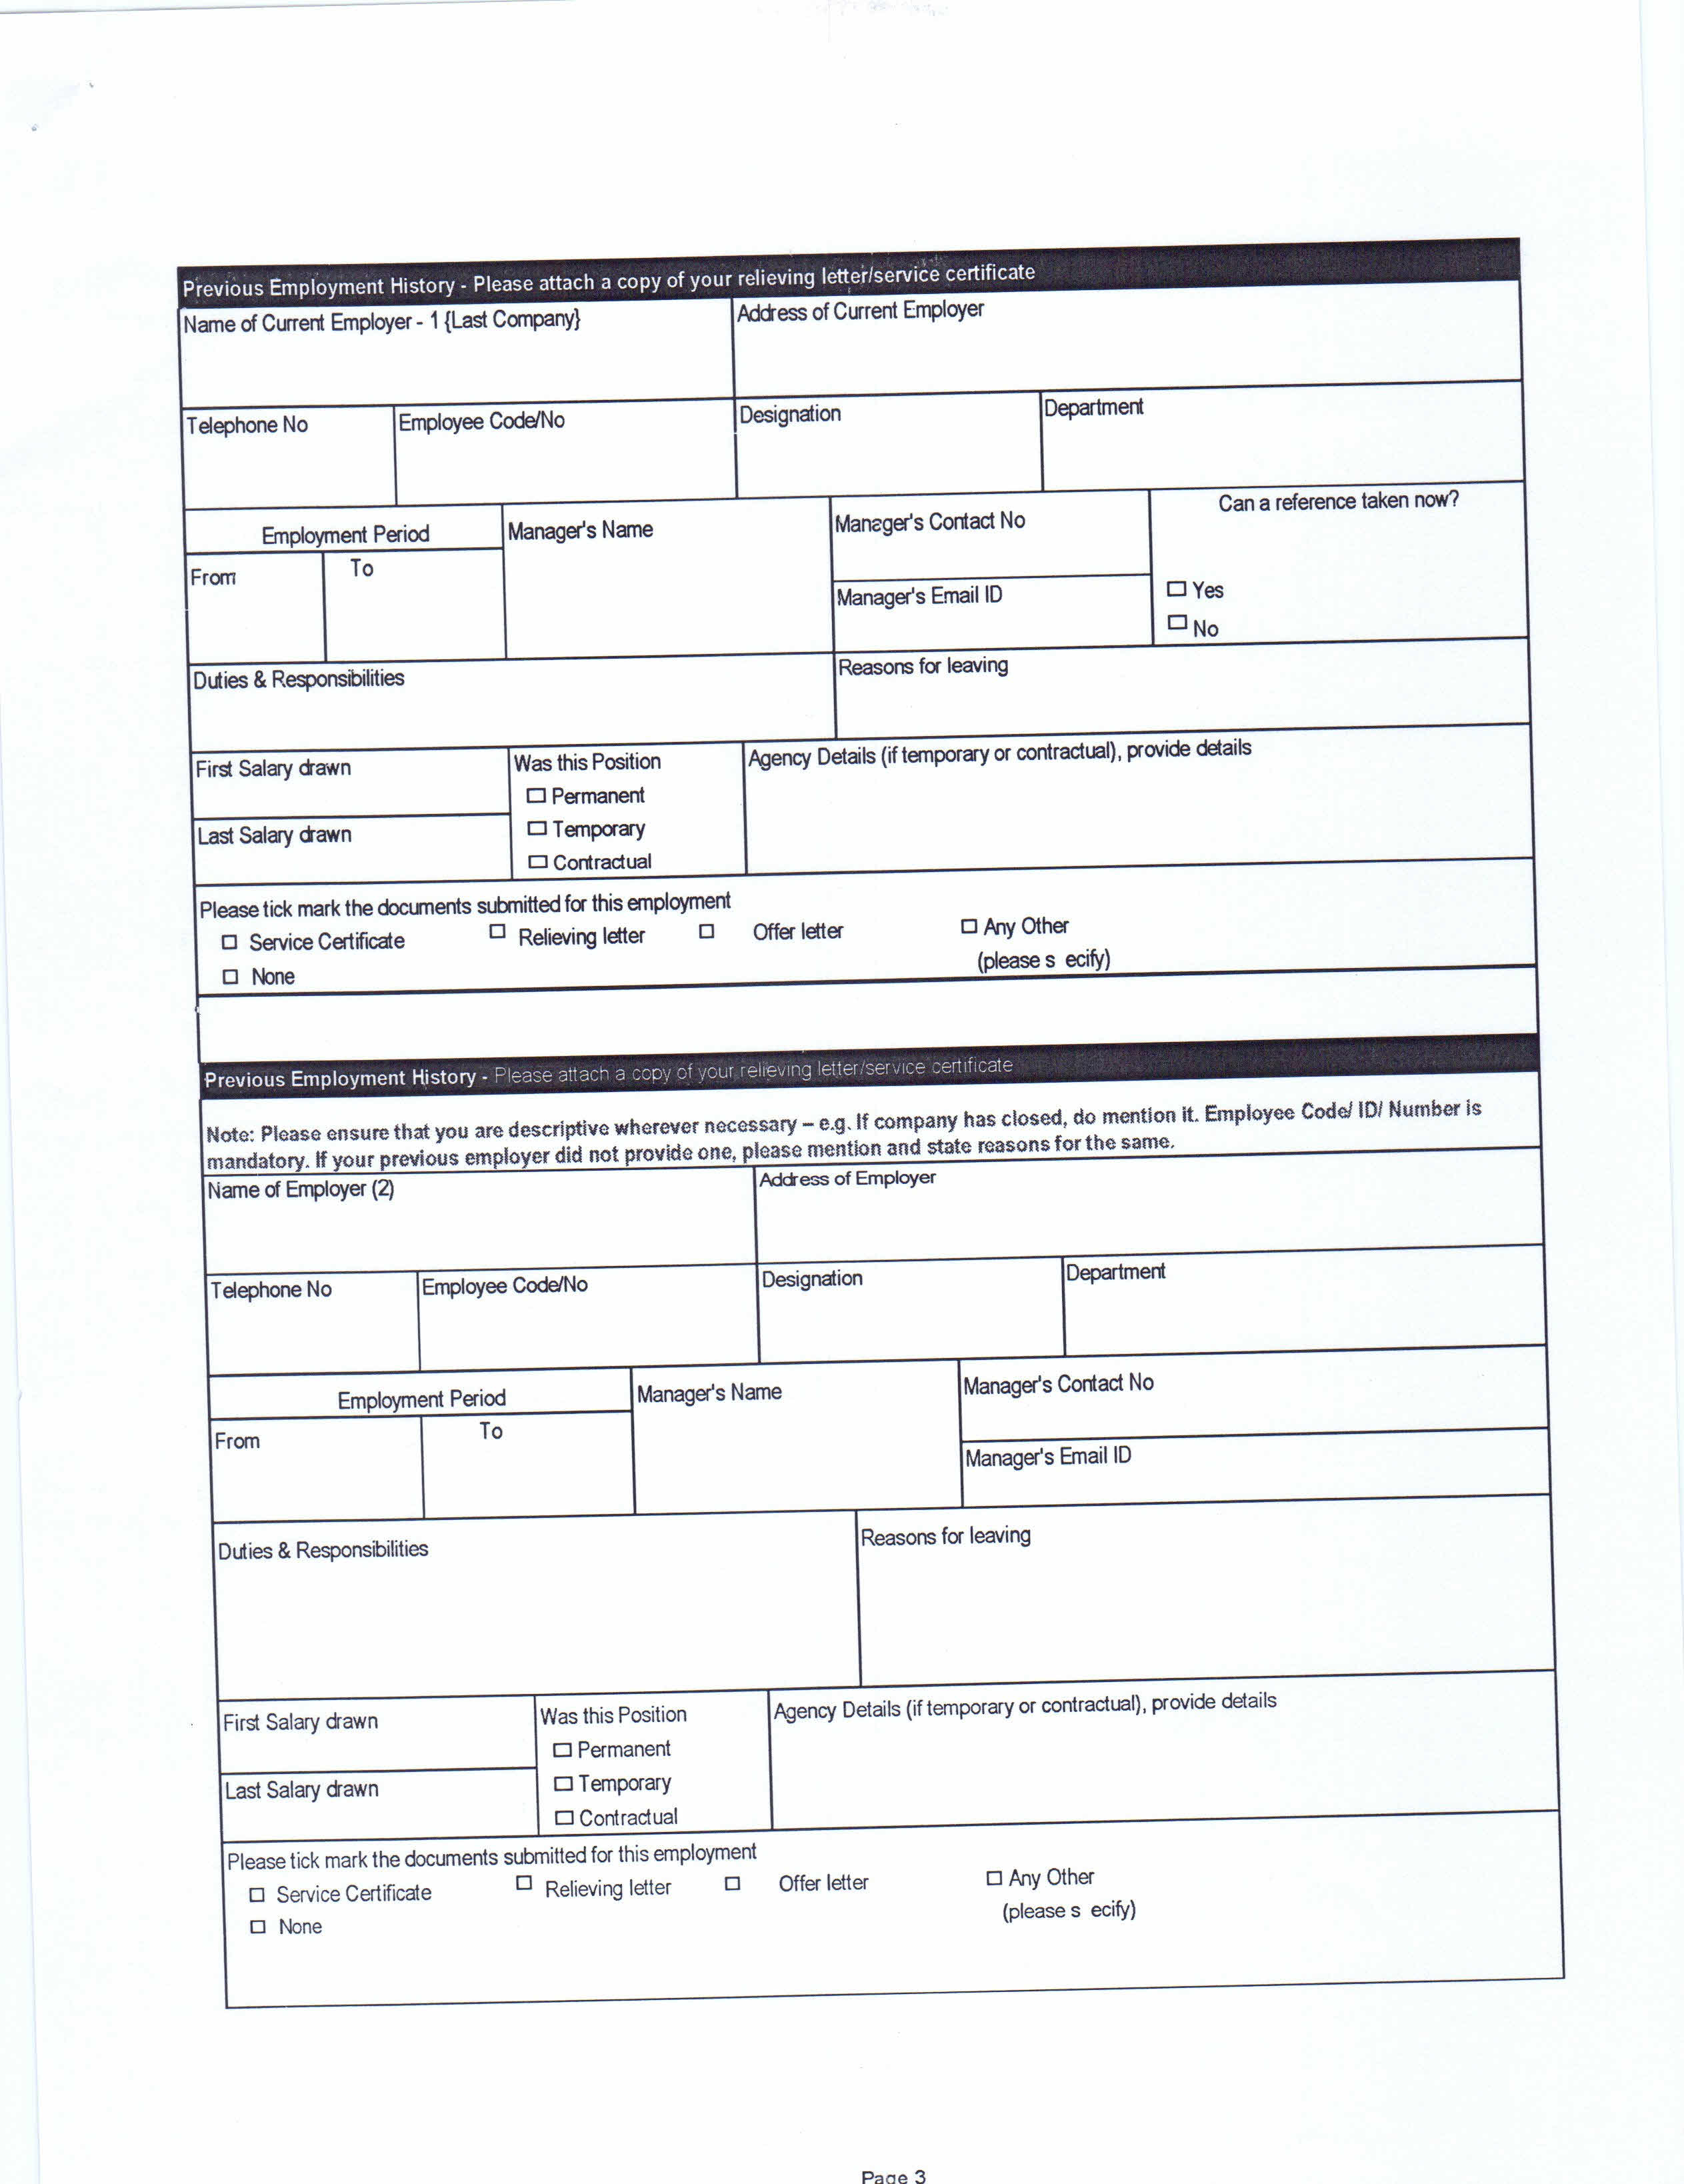 Previous Employment History - Please attach a copy of your relieving letter/service certificate
Name of Current Employer - 1 {Last Company}
Address of Current Employer
Telephone No
Employee Code/No
Designation
Department
Employment Period
Manager's Name
Manager's Contact No
Can a reference taken now?
From
To
Manager's Email ID
Yes
No
Duties & Responsibilities
Reasons for leaving
First Salary drawn
Was this Position
Agency Details (if temporary or contractual), provide details
Permanent
Last Salary drawn
Temporary
Contractual
Please tick mark the documents submitted for this employment
Service Certificate
Relieving letter
Offer letter
Any Other
None
(please s ecify)
Previous Employment History - Please attach a copy of your relieving letter/service certificate
Note: Please ensure that you are descriptive wherever necessary – e.g. If company has closed, do mention it. Employee Code/ ID/ Number is
mandatory. If your previous employer did not provide one, please mention and state reasons for the same.
Name of Employer (2)
Address of Employer
Telephone No
Employee Code/No
Designation
Department
Employment Period
Manager's Name
Manager's Contact No
From
To
Manager's Email ID
Duties & Responsibilities
Reasons for leaving
First Salary drawn
Was this Position
Agency Details (if temporary or contractual), provide details
Permanent
Last Salary drawn
Temporary
Contractual
Please tick mark the documents submitted for this employment
Service Certificate
Relieving letter
Offer letter
Any Other
None
(please s ecify)
Page 3